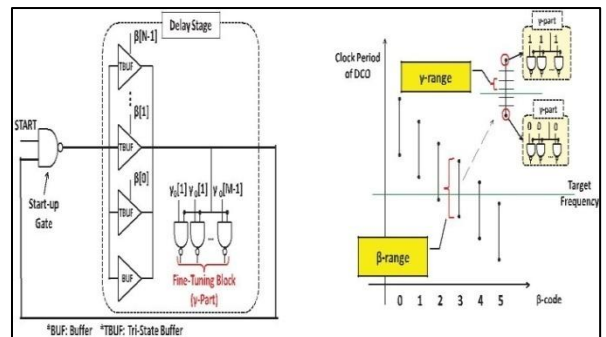 Delay Stage
β[N-1]
TBUF
β[1]
START
TBUF
Start-up
Gate
β[0]
γ₀[1] γ₀[1] γ₀[M-1]
TBUF
...
BUF
Fine-Tuning Block
(γ-Part)
*BUF: Buffer *TBUF: Tri-State Buffer
Clock Period
of DCO
γ-range
γ-part
1 1 1
...
γ-part
0 0 0
...
Target
Frequency
β-range
0 1 2 3 4 5
β-code